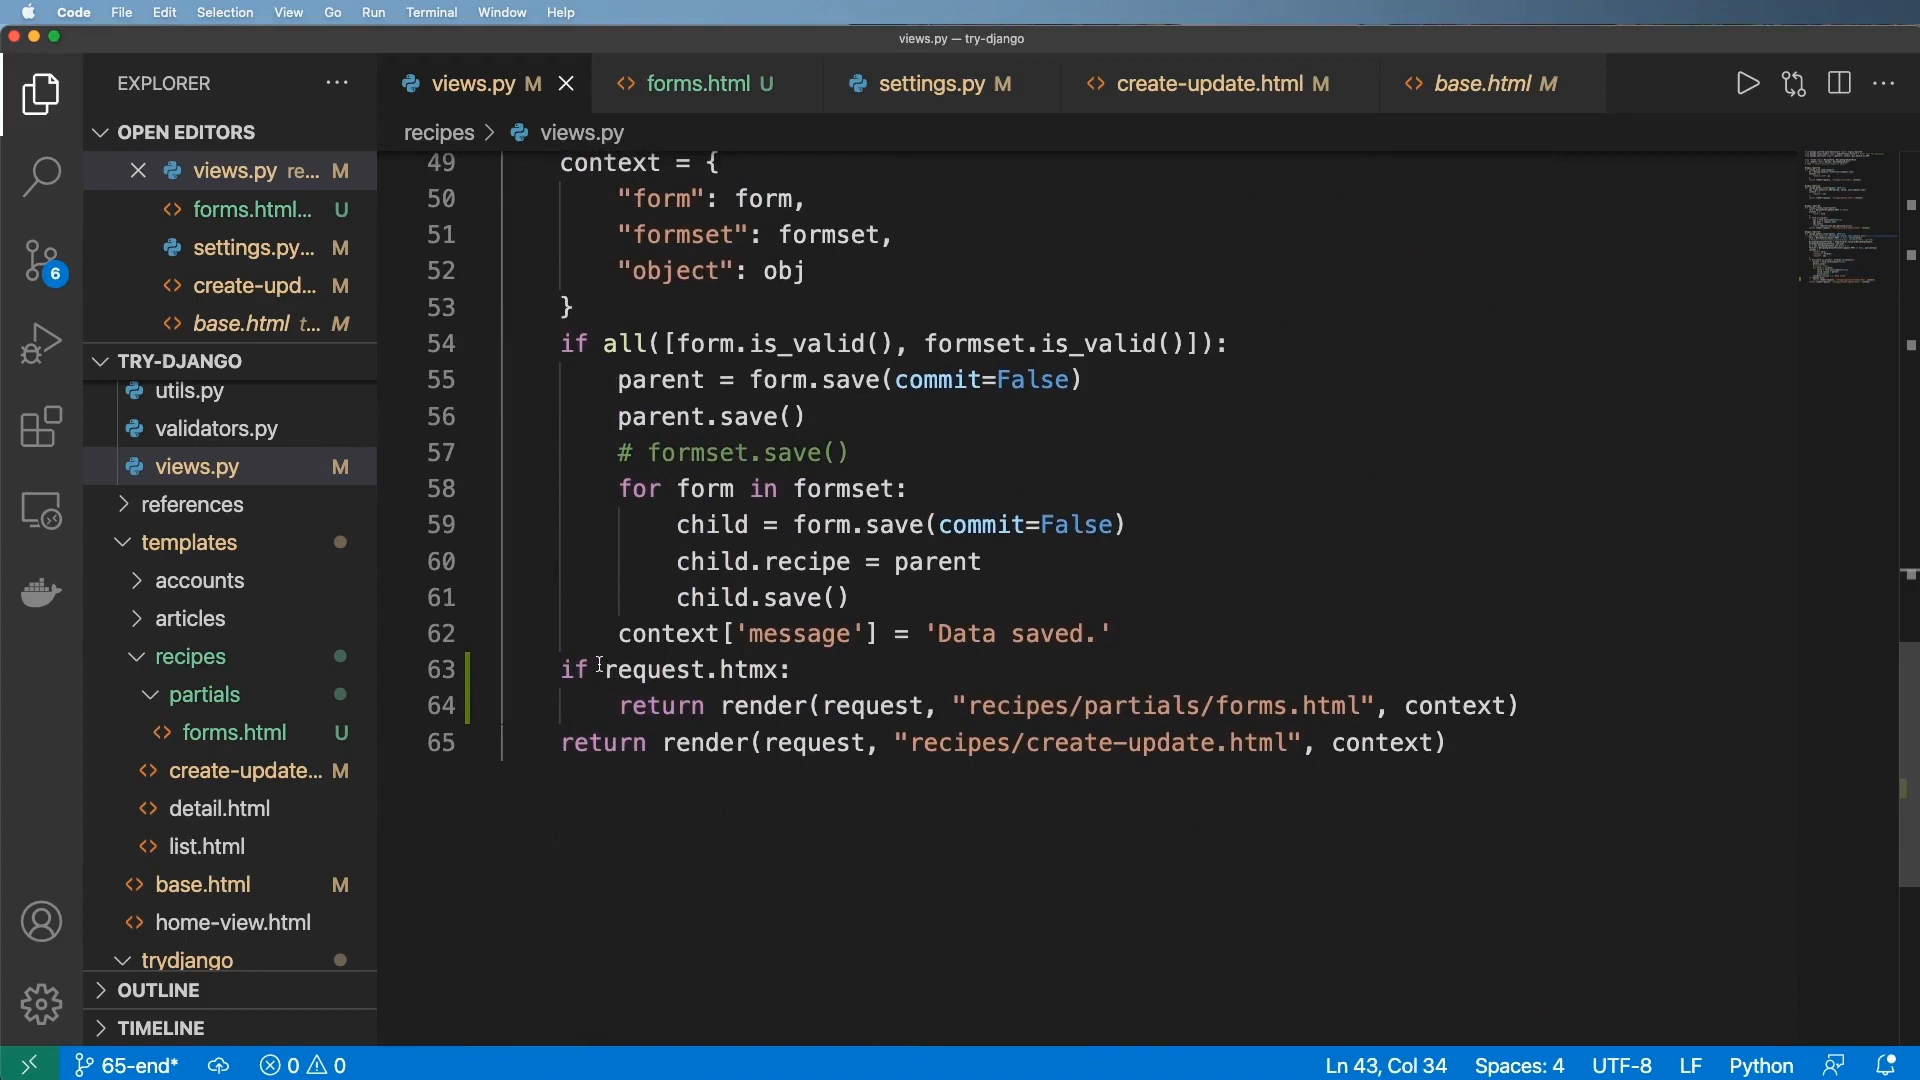 Code File Edit Selection View Go Run Terminal Window Help
views.py — try-django
EXPLORER
OPEN EDITORS
views.py re... M
forms.html... U
settings.py... M
create-upd... M
base.html t... M
TRY-DJANGO
utils.py
validators.py
views.py M
references
templates
accounts
articles
recipes
partials
forms.html U
create-update... M
detail.html
list.html
base.html M
home-view.html
trydjango
OUTLINE
TIMELINE
6
views.py M forms.html U settings.py M create-update.html M base.html M
recipes > views.py
49 context = {
50 "form": form,
51 "formset": formset,
52 "object": obj
53 }
54 if all([form.is_valid(), formset.is_valid()]):
55 parent = form.save(commit=False)
56 parent.save()
57 # formset.save()
58 for form in formset:
59 child = form.save(commit=False)
60 child.recipe = parent
61 child.save()
62 context['message'] = 'Data saved.'
63 if request.htmx:
64 return render(request, "recipes/partials/forms.html", context)
65 return render(request, "recipes/create-update.html", context)
65-end* 0 0 Ln 43, Col 34 Spaces: 4 UTF-8 LF Python